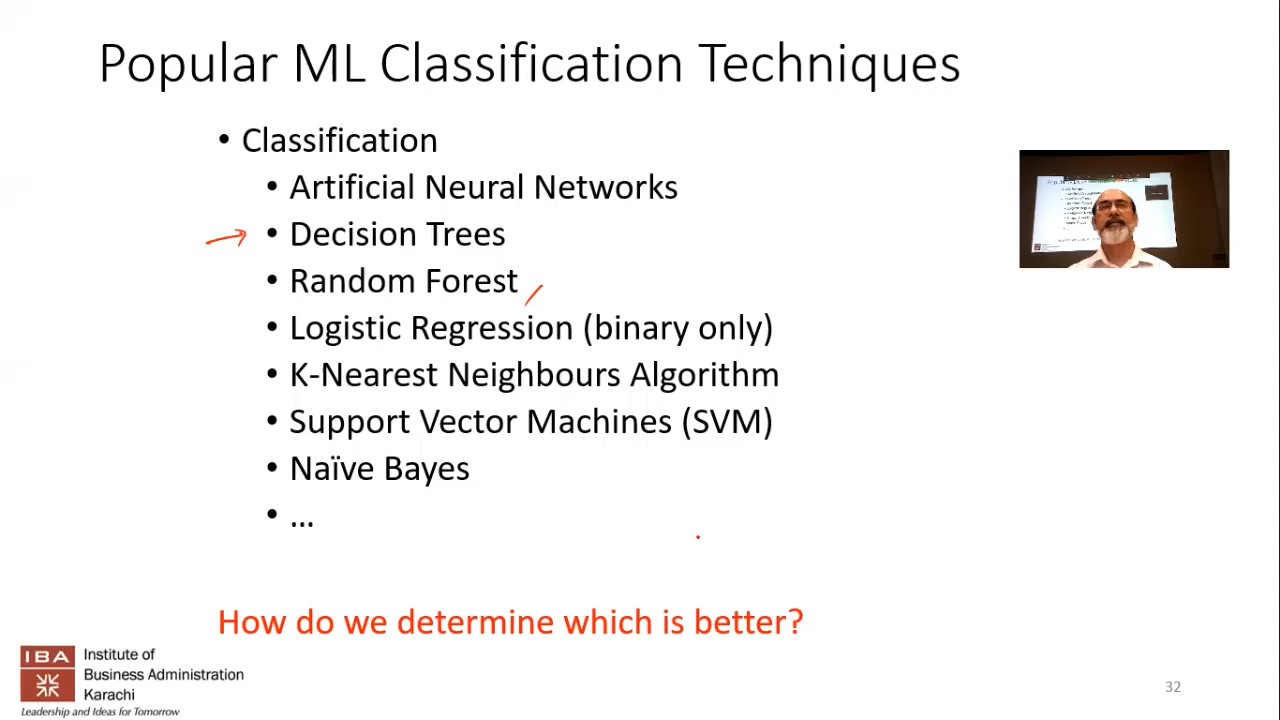 Popular ML Classification Techniques
• Classification
• Artificial Neural Networks
• Decision Trees
• Random Forest
• Logistic Regression (binary only)
• K-Nearest Neighbours Algorithm
• Support Vector Machines (SVM)
• Naïve Bayes
• ...
How do we determine which is better?
IBA
Institute of
Business Administration
Karachi
Leadership and Ideas for Tomorrow
32